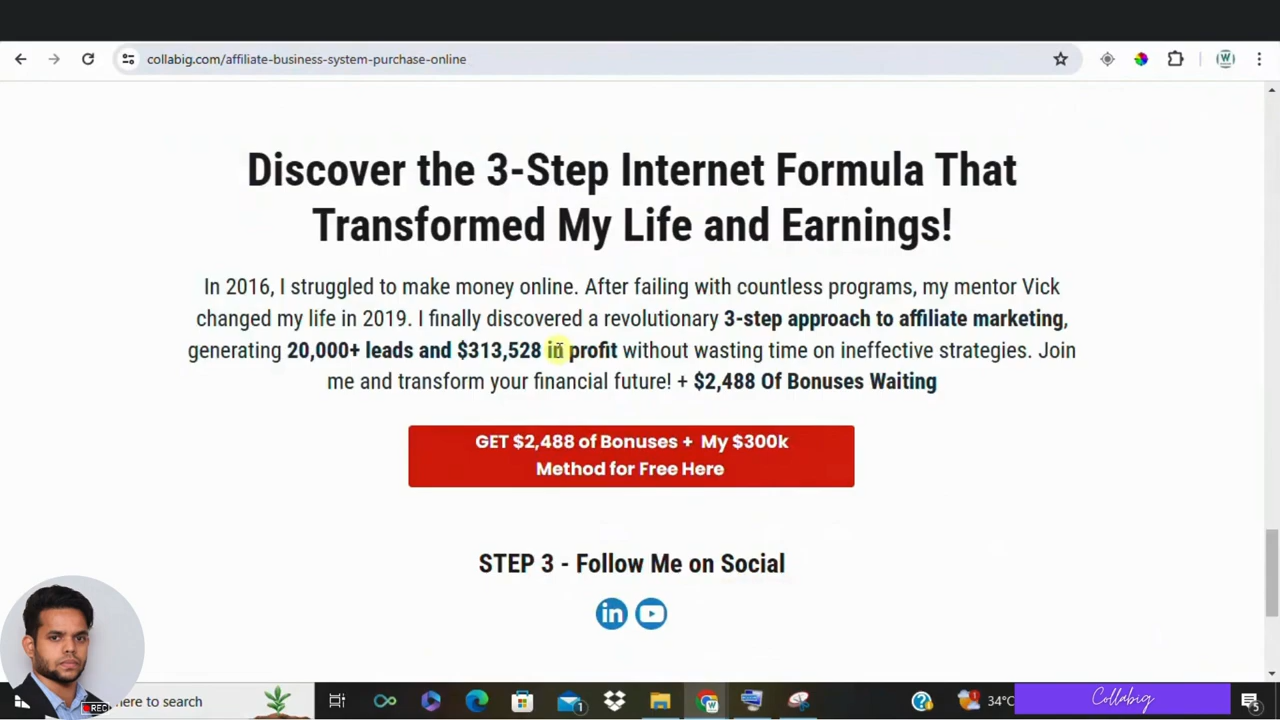 collabig.com/affiliate-business-system-purchase-online
W
Discover the 3-Step Internet Formula That
Transformed My Life and Earnings!
In 2016, I struggled to make money online. After failing with countless programs, my mentor Vick
changed my life in 2019. I finally discovered a revolutionary 3-step approach to affiliate marketing,
generating 20,000+ leads and $313,528 in profit without wasting time on ineffective strategies. Join
me and transform your financial future! + $2,488 Of Bonuses Waiting
GET $2,488 of Bonuses + My $300k
Method for Free Here
STEP 3 - Follow Me on Social
in
REC
here to search
1
W
34°C
Collabig
5